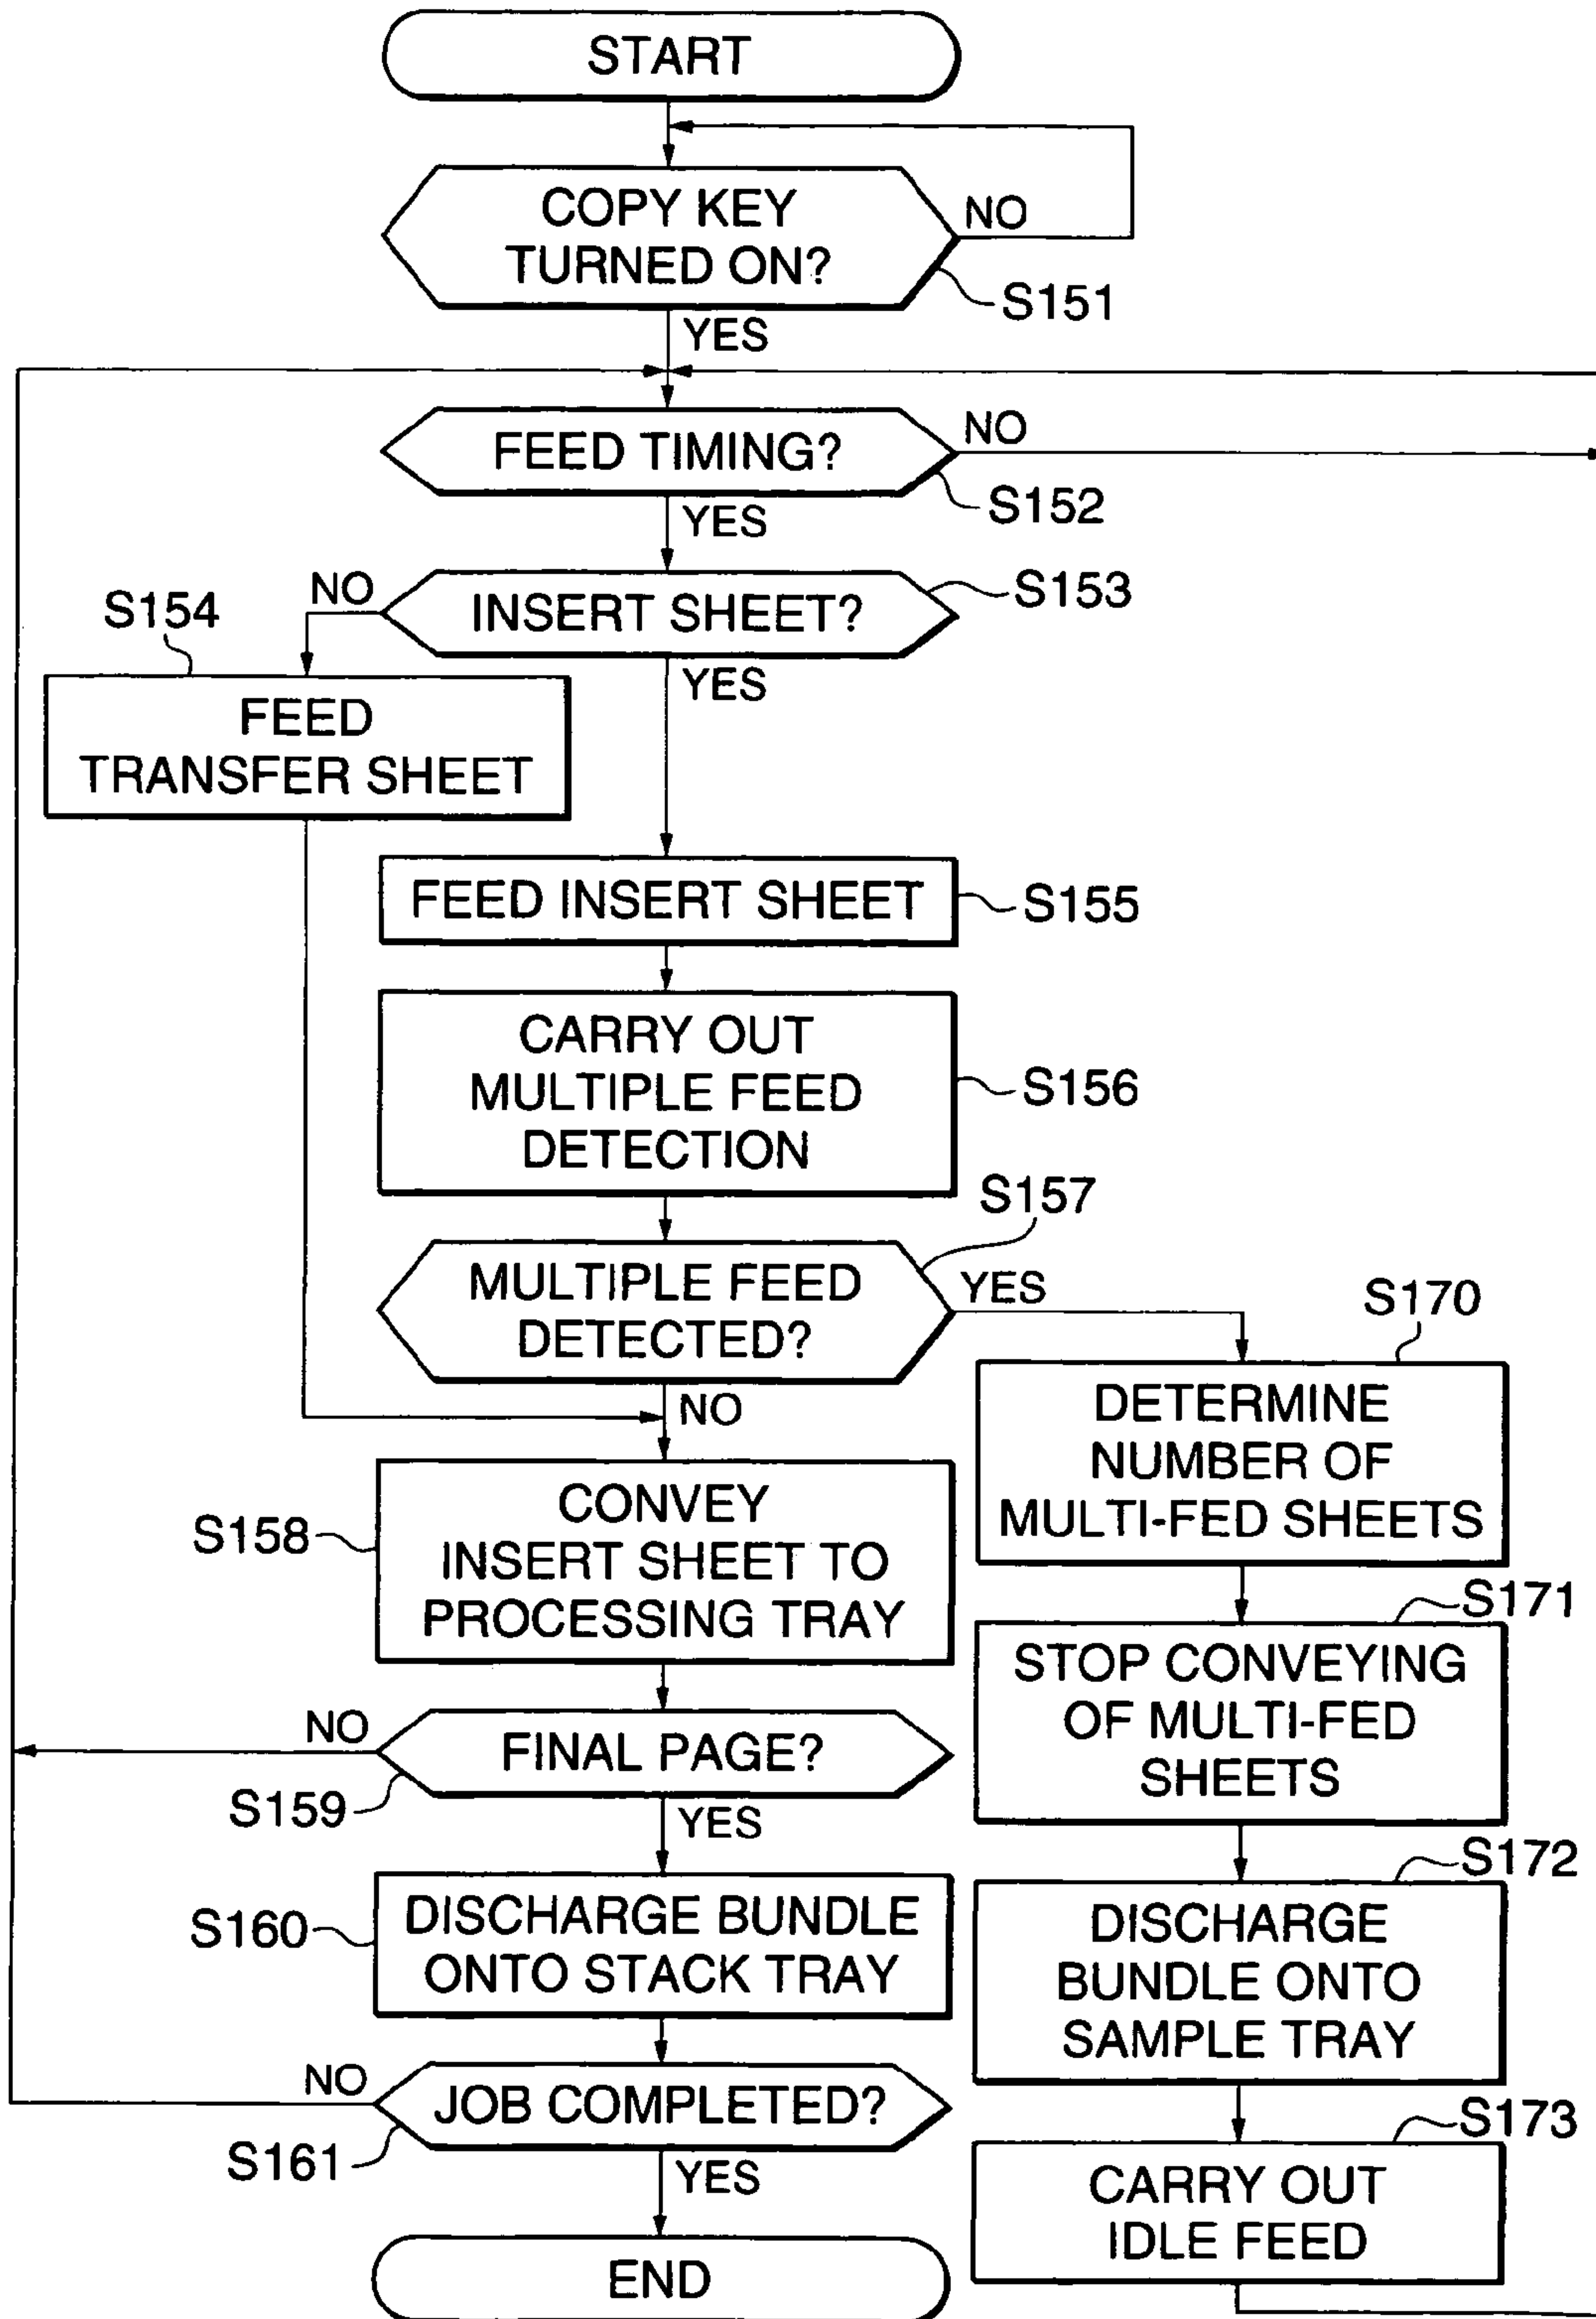 START
COPY KEY
TURNED ON?
NO
S151
YES
FEED TIMING?
NO
S152
YES
INSERT SHEET?
NO
S153
S154
YES
FEED
TRANSFER SHEET
FEED INSERT SHEET
S155
CARRY OUT
MULTIPLE FEED
DETECTION
S156
S157
MULTIPLE FEED
DETECTED?
YES
NO
S170
DETERMINE
NUMBER OF
MULTI-FED SHEETS
S158
CONVEY
INSERT SHEET TO
PROCESSING TRAY
S171
STOP CONVEYING
OF MULTI-FED
SHEETS
NO
FINAL PAGE?
S159
YES
S172
DISCHARGE
BUNDLE ONTO
SAMPLE TRAY
S160
DISCHARGE BUNDLE
ONTO STACK TRAY
NO
JOB COMPLETED?
S161
YES
S173
CARRY OUT
IDLE FEED
END